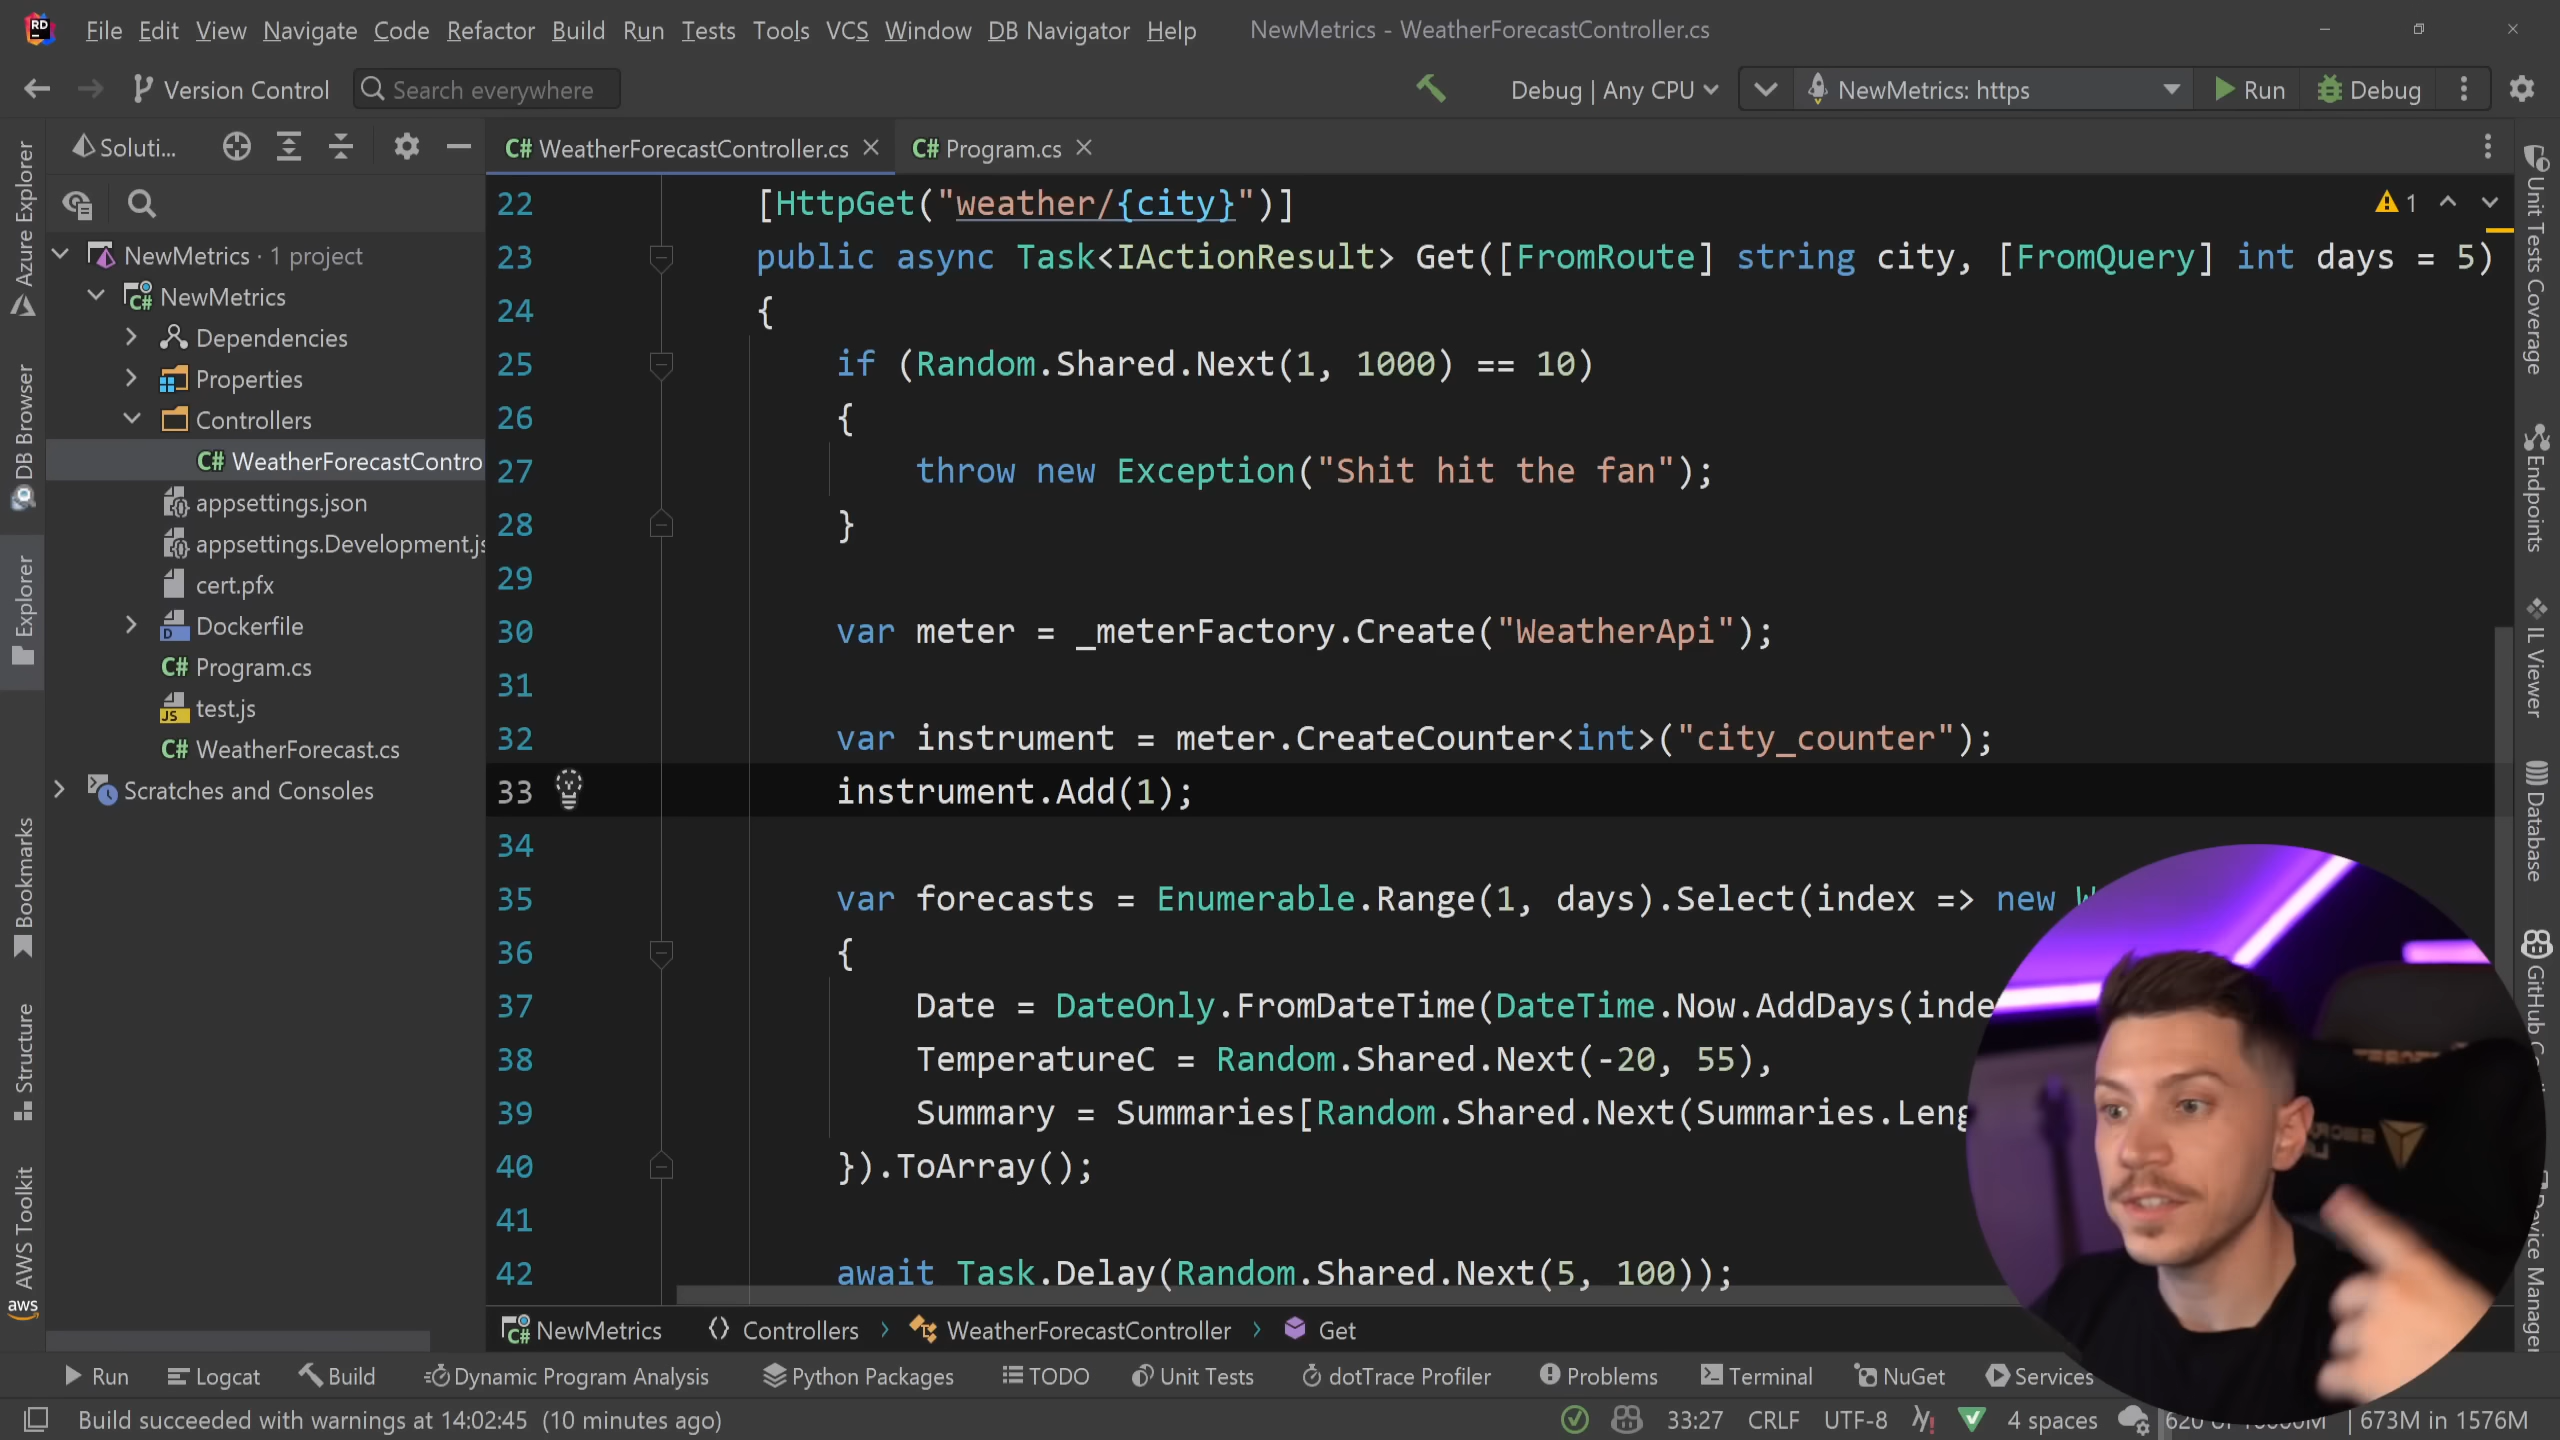 File Edit View Navigate Code Refactor Build Run Tests Tools VCS Window DB Navigator Help
NewMetrics - WeatherForecastController.cs
Version Control
Search everywhere
Debug | Any CPU
NewMetrics: https
Run
Debug
Soluti...
WeatherForecastController.cs
Program.cs
NewMetrics · 1 project
NewMetrics
Dependencies
Properties
Controllers
C# WeatherForecastContro
appsettings.json
appsettings.Development.js
cert.pfx
Dockerfile
C# Program.cs
test.js
C# WeatherForecast.cs
Scratches and Consoles
Azure Explorer
DB Browser
Explorer
Bookmarks
Structure
AWS Toolkit
aws
22 [HttpGet("weather/{city}")]
23 public async Task<IActionResult> Get([FromRoute] string city, [FromQuery] int days = 5)
24 {
25 if (Random.Shared.Next(1, 1000) == 10)
26 {
27 throw new Exception("Shit hit the fan");
28 }
29
30 var meter = _meterFactory.Create("WeatherApi");
31
32 var instrument = meter.CreateCounter<int>("city_counter");
33 instrument.Add(1);
34
35 var forecasts = Enumerable.Range(1, days).Select(index => new
36 {
37 Date = DateOnly.FromDateTime(DateTime.Now.AddDays(inde
38 TemperatureC = Random.Shared.Next(-20, 55),
39 Summary = Summaries[Random.Shared.Next(Summaries.Leng
40 }).ToArray();
41
42 await Task.Delay(Random.Shared.Next(5, 100));
1
Unit Tests Coverage
Endpoints
IL Viewer
Database
GitHub
Device Manager
NewMetrics Controllers WeatherForecastController Get
Run Logcat Build Dynamic Program Analysis Python Packages TODO Unit Tests dotTrace Profiler Problems Terminal NuGet Services
Build succeeded with warnings at 14:02:45 (10 minutes ago)
33:27 CRLF UTF-8 4 spaces
673M in 1576M